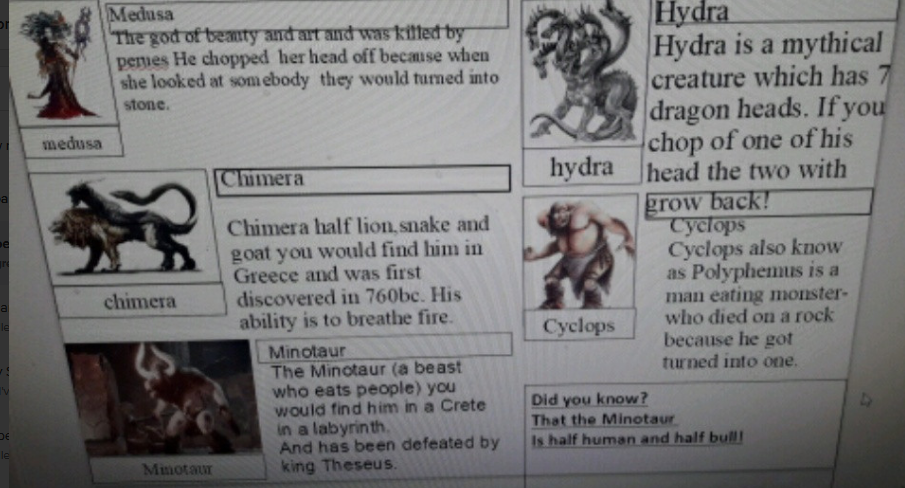 Medusa
The god of beauty and art and was killed by
perues He chopped her head off because when
she looked at somebody they would turned into
stone.
medusa
Hydra
Hydra is a mythical
creature which has 7
dragon heads. If you
chop of one of his
head the two with
grow back!
hydra
Chimera
Chimera half lion,snake and
goat you would find him in
Greece and was first
discovered in 760bc. His
ability is to breathe fire.
chimera
Cyclops
Cyclops also know
as Polyphemus is a
man eating monster-
who died on a rock
because he got
turned into one.
Cyclops
Minotaur
The Minotaur (a beast
who eats people) you
would find him in a Crete
in a labyrinth.
And has been defeated by
king Theseus.
Minotaur
Did you know?
That the Minotaur
Is half human and half bull!